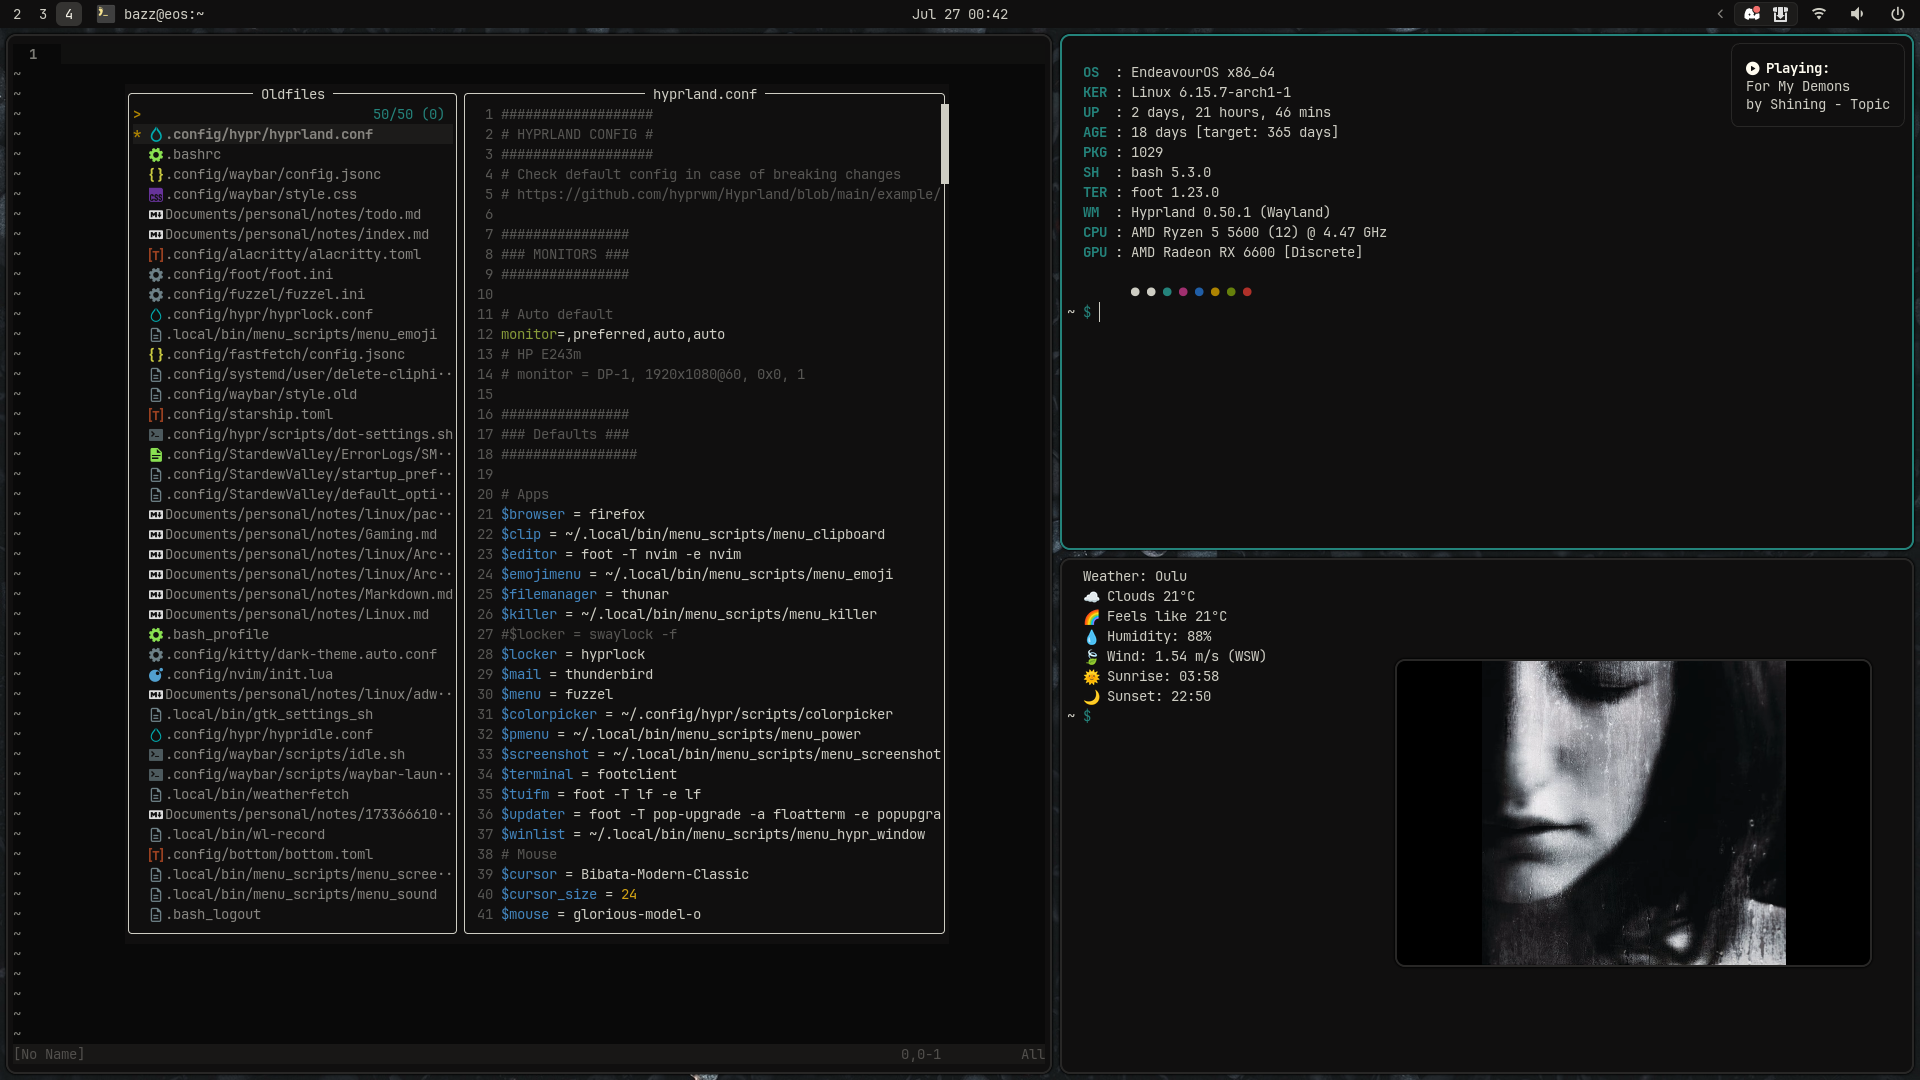 2 3 4 bazz@eos:~
Jul 27 00:42
1
Oldfiles
> 50/50 (0)
* .config/hypr/hyprland.conf
.bashrc
.config/waybar/config.jsonc
.config/waybar/style.css
Documents/personal/notes/todo.md
Documents/personal/notes/index.md
.config/alacritty/alacritty.toml
.config/foot/foot.ini
.config/fuzzel/fuzzel.ini
.config/hypr/hyprlock.conf
.local/bin/menu_scripts/menu_emoji
.config/fastfetch/config.jsonc
.config/systemd/user/delete-cliphi··
.config/waybar/style.old
.config/starship.toml
.config/hypr/scripts/dot-settings.sh
.config/StardewValley/ErrorLogs/SM··
.config/StardewValley/startup_pref··
.config/StardewValley/default_opti··
Documents/personal/notes/linux/pac··
Documents/personal/notes/Gaming.md
Documents/personal/notes/linux/Arc··
Documents/personal/notes/linux/Arc··
Documents/personal/notes/Markdown.md
Documents/personal/notes/Linux.md
.bash_profile
.config/kitty/dark-theme.auto.conf
.config/nvim/init.lua
Documents/personal/notes/linux/adw··
.local/bin/gtk_settings_sh
.config/hypr/hypridle.conf
.config/waybar/scripts/idle.sh
.config/waybar/scripts/waybar-laun··
.local/bin/weatherfetch
Documents/personal/notes/173366610··
.local/bin/wl-record
.config/bottom/bottom.toml
.local/bin/menu_scripts/menu_scree··
.local/bin/menu_scripts/menu_sound
.bash_logout
hyprland.conf
1 ###################
2 # HYPRLAND CONFIG #
3 ###################
4 # Check default config in case of breaking changes
5 # https://github.com/hyprwm/Hyprland/blob/main/example/
6
7 ################
8 ### MONITORS ###
9 ################
10
11 # Auto default
12 monitor=,preferred,auto,auto
13 # HP E243m
14 # monitor = DP-1, 1920x1080@60, 0x0, 1
15
16 ################
17 ### Defaults ###
18 #################
19
20 # Apps
21 $browser = firefox
22 $clip = ~/.local/bin/menu_scripts/menu_clipboard
23 $editor = foot -T nvim -e nvim
24 $emojimenu = ~/.local/bin/menu_scripts/menu_emoji
25 $filemanager = thunar
26 $killer = ~/.local/bin/menu_scripts/menu_killer
27 #$locker = swaylock -f
28 $locker = hyprlock
29 $mail = thunderbird
30 $menu = fuzzel
31 $colorpicker = ~/.config/hypr/scripts/colorpicker
32 $pmenu = ~/.local/bin/menu_scripts/menu_power
33 $screenshot = ~/.local/bin/menu_scripts/menu_screenshot
34 $terminal = footclient
35 $tuifm = foot -T lf -e lf
36 $updater = foot -T pop-upgrade -a floatterm -e popupgra
37 $winlist = ~/.local/bin/menu_scripts/menu_hypr_window
38 # Mouse
39 $cursor = Bibata-Modern-Classic
40 $cursor_size = 24
41 $mouse = glorious-model-o
[No Name] 0,0-1 All
OS : EndeavourOS x86_64
KER : Linux 6.15.7-arch1-1
UP : 2 days, 21 hours, 46 mins
AGE : 18 days [target: 365 days]
PKG : 1029
SH : bash 5.3.0
TER : foot 1.23.0
WM : Hyprland 0.50.1 (Wayland)
CPU : AMD Ryzen 5 5600 (12) @ 4.47 GHz
GPU : AMD Radeon RX 6600 [Discrete]
~ $
Playing:
For My Demons
by Shining - Topic
Weather: Oulu
Clouds 21°C
Feels like 21°C
Humidity: 88%
Wind: 1.54 m/s (WSW)
Sunrise: 03:58
Sunset: 22:50
~ $